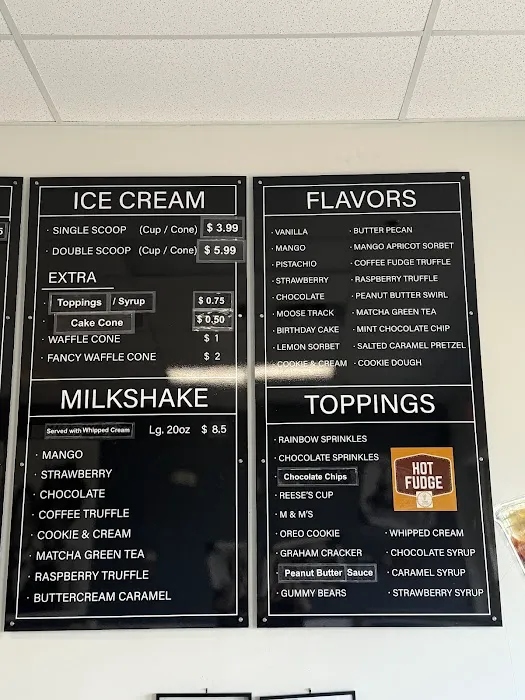 ICE CREAM
· SINGLE SCOOP (Cup / Cone) $ 3.99
· DOUBLE SCOOP (Cup / Cone) $ 5.99
EXTRA
· Toppings / Syrup $ 0.75
· Cake Cone $ 0.50
· WAFFLE CONE $ 1
· FANCY WAFFLE CONE $ 2
MILKSHAKE
Served with Whipped Cream Lg. 20oz $ 8.5
· MANGO
· STRAWBERRY
· CHOCOLATE
· COFFEE TRUFFLE
· COOKIE & CREAM
· MATCHA GREEN TEA
· RASPBERRY TRUFFLE
· BUTTERCREAM CARAMEL
FLAVORS
· VANILLA
· MANGO
· PISTACHIO
· STRAWBERRY
· CHOCOLATE
· MOOSE TRACK
· BIRTHDAY CAKE
· LEMON SORBET
· COOKIE & CREAM
· BUTTER PECAN
· MANGO APRICOT SORBET
· COFFEE FUDGE TRUFFLE
· RASPBERRY TRUFFLE
· PEANUT BUTTER SWIRL
· MATCHA GREEN TEA
· MINT CHOCOLATE CHIP
· SALTED CARAMEL PRETZEL
· COOKIE DOUGH
TOPPINGS
· RAINBOW SPRINKLES
· CHOCOLATE SPRINKLES
· Chocolate Chips
· REESE'S CUP
· M & M'S
· OREO COOKIE
· GRAHAM CRACKER
· Peanut Butter Sauce
· GUMMY BEARS
HOT
FUDGE
· WHIPPED CREAM
· CHOCOLATE SYRUP
· CARAMEL SYRUP
· STRAWBERRY SYRUP